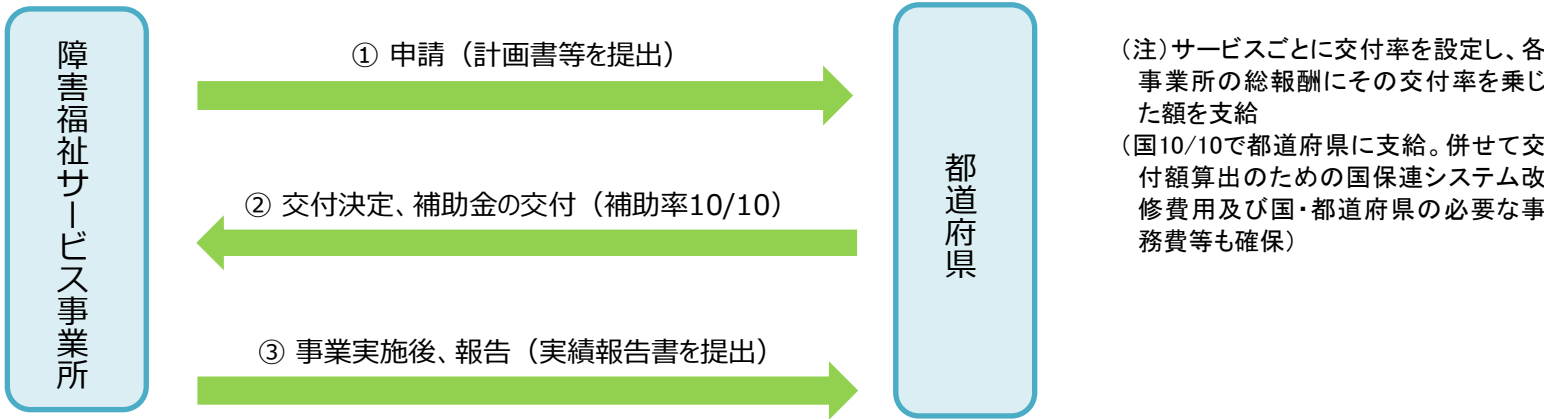 障害福祉サービス事業所
① 申請（計画書等を提出）
② 交付決定、補助金の交付（補助率10/10）
③ 事業実施後、報告（実績報告書を提出）
都道府県
（注）サービスごとに交付率を設定し、各
事業所の総報酬にその交付率を乗じ
た額を支給
（国10/10で都道府県に支給。併せて交
付額算出のための国保連システム改
修費用及び国・都道府県の必要な事
務費等も確保）